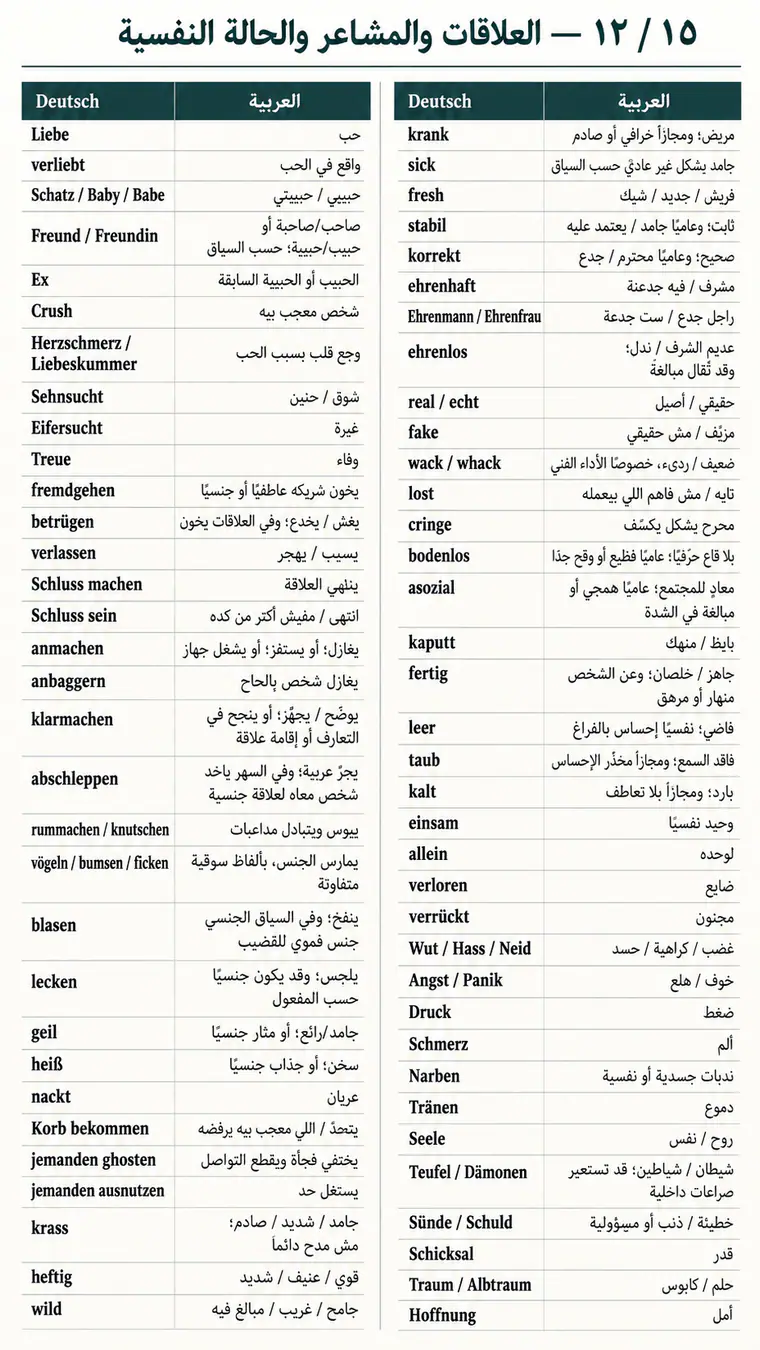 ١٢ / ١٥ — العلاقات والمشاعر والحالة النفسية
Deutsch العربية
Liebe حب
verliebt واقع في الحب
Schatz / Baby / Babe حبيبي / حبيبتي
Freund / Freundin صاحب/صاحبة أو
حبيب/حبيبة؛ حسب السياق
Ex الحبيب أو الحبيبة السابقة
Crush شخص معجب بيه
Herzschmerz /
Liebeskummer وجع قلب بسبب الحب
Sehnsucht شوق / حنين
Eifersucht غيرة
Treue وفاء
fremdgehen يخون شريكه عاطفيًا أو جنسيًا
betrügen يغش / يخدع؛ وفي العلاقات يخون
verlassen يسيب / يهجر
Schluss machen ينهي العلاقة
Schluss sein انتهى / مفيش أكتر من كده
anmachen يغازل؛ أو يستفز؛ أو يشغل جهاز
anbaggern يغازل شخص بإلحاح
klarmachen يوضّح / يجهّز؛ أو ينجح في
التعارف أو إقامة علاقة
abschleppen يجرّ عربية؛ وفي السهر ياخد
شخص معاه لعلاقة جنسية
rummachen / knutschen يبوس ويتبادل مداعبات
vögeln / bumsen / ficken يمارس الجنس، بألفاظ سوقية
متفاوتة
blasen ينفخ؛ وفي السياق الجنسي
جنس فموي للقضيب
lecken يلجس؛ وقد يكون جنسيًا
حسب المفعول
geil جامد/رائع؛ أو مثار جنسيًا
heiß سخن؛ أو جذاب جنسيًا
nackt عريان
Korb bekommen / اللي معجب بيه يرفضه
jemanden ghosten يختفي فجأة ويقطع التواصل
jemanden ausnutzen يستغل حد
krass جامد / شديد / صادم؛
مش مدح دائماً
heftig قوي / عنيف / شديد
wild جامح / غريب / مبالغ فيه
Deutsch العربية
krank مريض؛ ومجازاً خرافي أو صادم
sick جامد بشكل غير عاديّ حسب السياق
fresh فريش / جديد / شيك
stabil ثابت؛ وعاميًا جامد / يعتمد عليه
korrekt صحيح؛ وعاميًا محترم / جدع
ehrenhaft مشرف / فيه جدعنة
Ehrenmann / Ehrenfrau راجل جدع / ست جدعة
ehrenlos عديم الشرف / ندل؛
وقد تُقال مبالغةً
real / echt حقيقي / أصيل
fake مزيّف / مش حقيقي
wack / whack ضعيف / ردىء، خصوصًا الأداء الفني
lost تايه / مش فاهم اللي بيعمله
cringe محرج بشكل يكسّف
bodenlos بلا قاع حرّفيًا؛ عاميًا فظيع أو وقح جدًا
asozial معادٍ للمجتمع؛ عاميًا همجي أو
مبالغة في الشدة
kaputt بايظ / منهك
fertig جاهز / خلصان؛ وعن الشخص
منهار أو مرهق
leer فاضي؛ نفسيًا إحساس بالفراغ
taub فاقد السمع؛ ومجازاً مخدّر الإحساس
kalt بارد؛ ومجازاً بلا تعاطف
einsam وحيد نفسيًا
allein لوحده
verloren ضايع
verrückt مجنون
Wut / Hass / Neid غضب / كراهية / حسد
Angst / Panik خوف / هلع
Druck ضغط
Schmerz ألم
Narben ندبات جسدية أو نفسية
Tränen دموع
Seele روح / نفس
Teufel / Dämonen شيطان / شياطين؛ قد تستعير
صراعات داخلية
Sünde / Schuld خطيئة / ذنب أو مسؤولية
Schicksal قدر
Traum / Albtraum حلم / كابوس
Hoffnung أمل